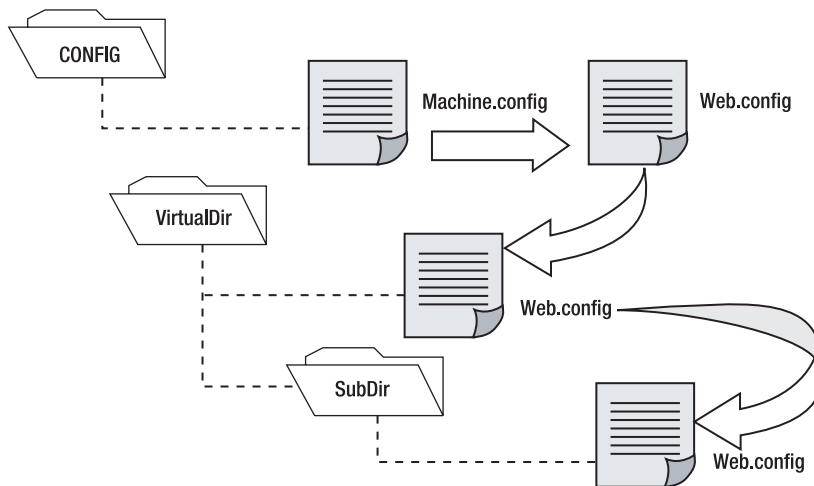 CONFIG
Machine.config
Web.config
VirtualDir
Web.config
SubDir
Web.config